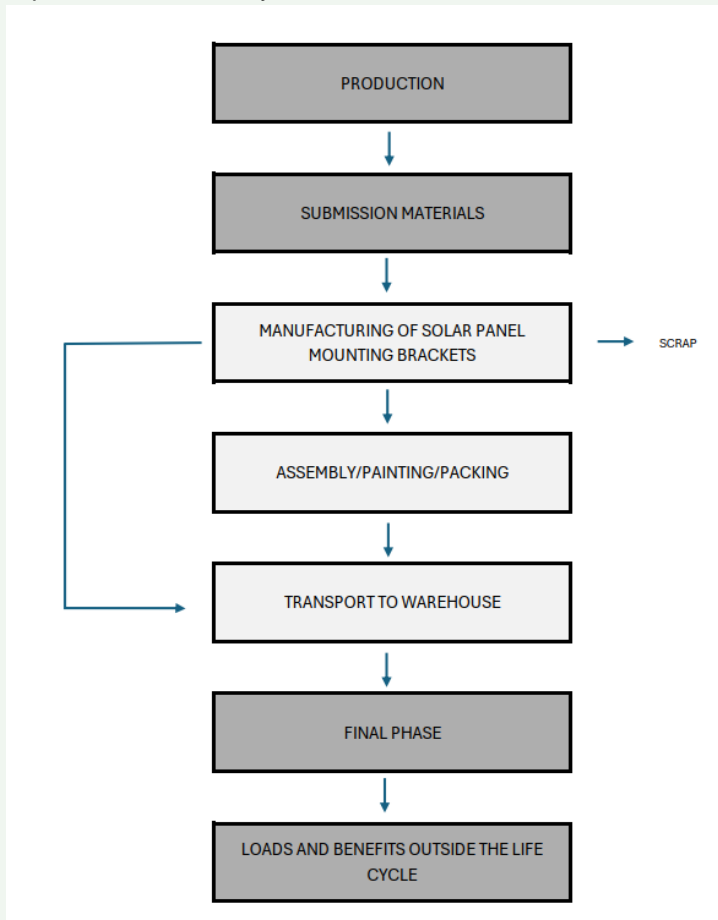 PRODUCTION
SUBMISSION MATERIALS
MANUFACTURING OF SOLAR PANEL
MOUNTING BRACKETS
SCRAP
ASSEMBLY/PAINTING/PACKING
TRANSPORT TO WAREHOUSE
FINAL PHASE
LOADS AND BENEFITS OUTSIDE THE LIFE
CYCLE